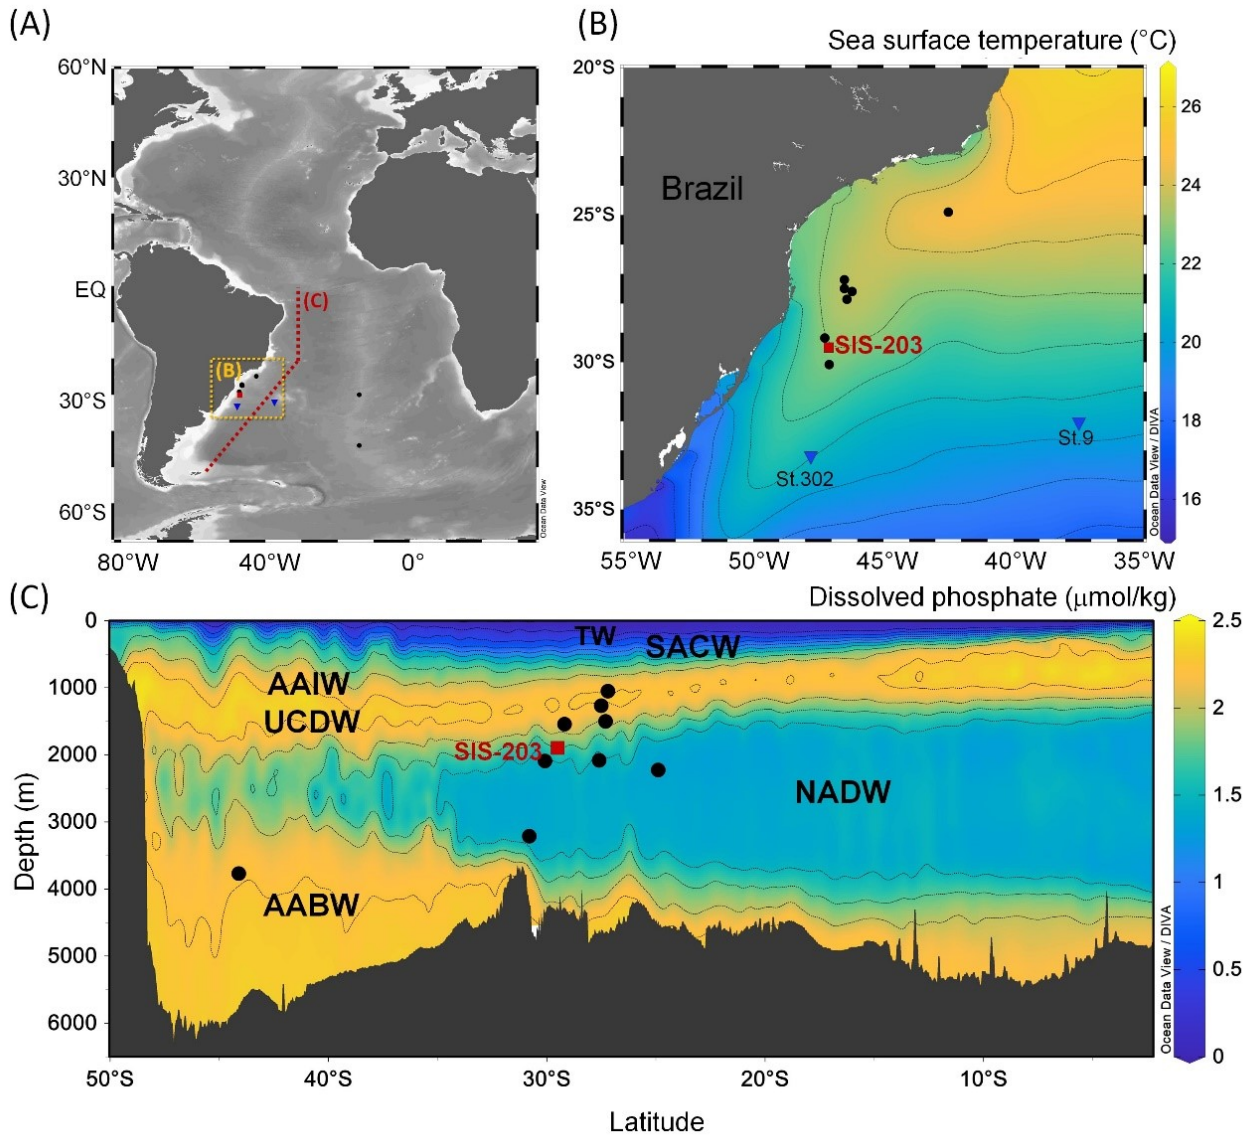 (A)
60°N
30°N
EQ
30°S
60°S
80°W
40°W
0°
(C)
(B)
Ocean Data View
(B)
Sea surface temperature (°C)
20°S
25°S
30°S
35°S
55°W
50°W
45°W
40°W
35°W
Brazil
SIS-203
St.302
St.9
26
24
22
20
18
16
Ocean Data View / DIVA
(C)
Dissolved phosphate (μmol/kg)
0
1000
2000
3000
4000
5000
6000
Depth (m)
TW
SACW
AAIW
UCDW
SIS-203
NADW
AABW
50°S
40°S
30°S
20°S
10°S
Latitude
2.5
2
1.5
1
0.5
0
Ocean Data View / DIVA